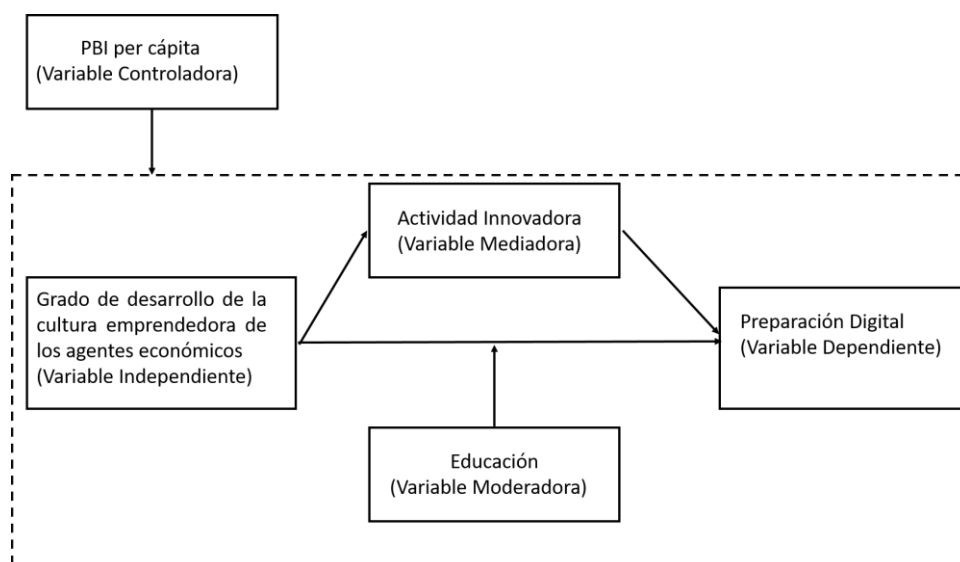 PBI per cápita
(Variable Controladora)
Actividad Innovadora
(Variable Mediadora)
Grado de desarrollo de la
cultura emprendedora de
los agentes económicos
(Variable Independiente)
Preparación Digital
(Variable Dependiente)
Educación
(Variable Moderadora)